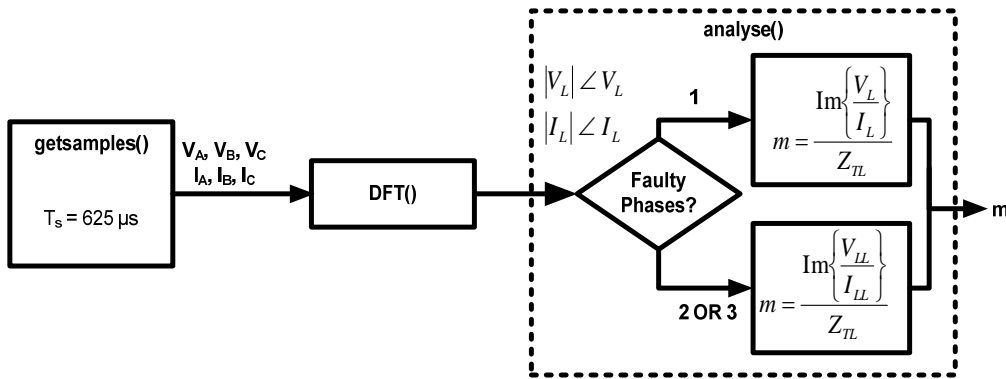 getsamples()
Tₛ = 625 µs
V_A, V_B, V_C
I_A, I_B, I_C
DFT()
analyse()
|V_L| ∠V_L
|I_L| ∠I_L
Faulty
Phases?
1
m = Im{V_L / I_L} / Z_TL
2 OR 3
m = Im{V_LL / I_LL} / Z_TL
m